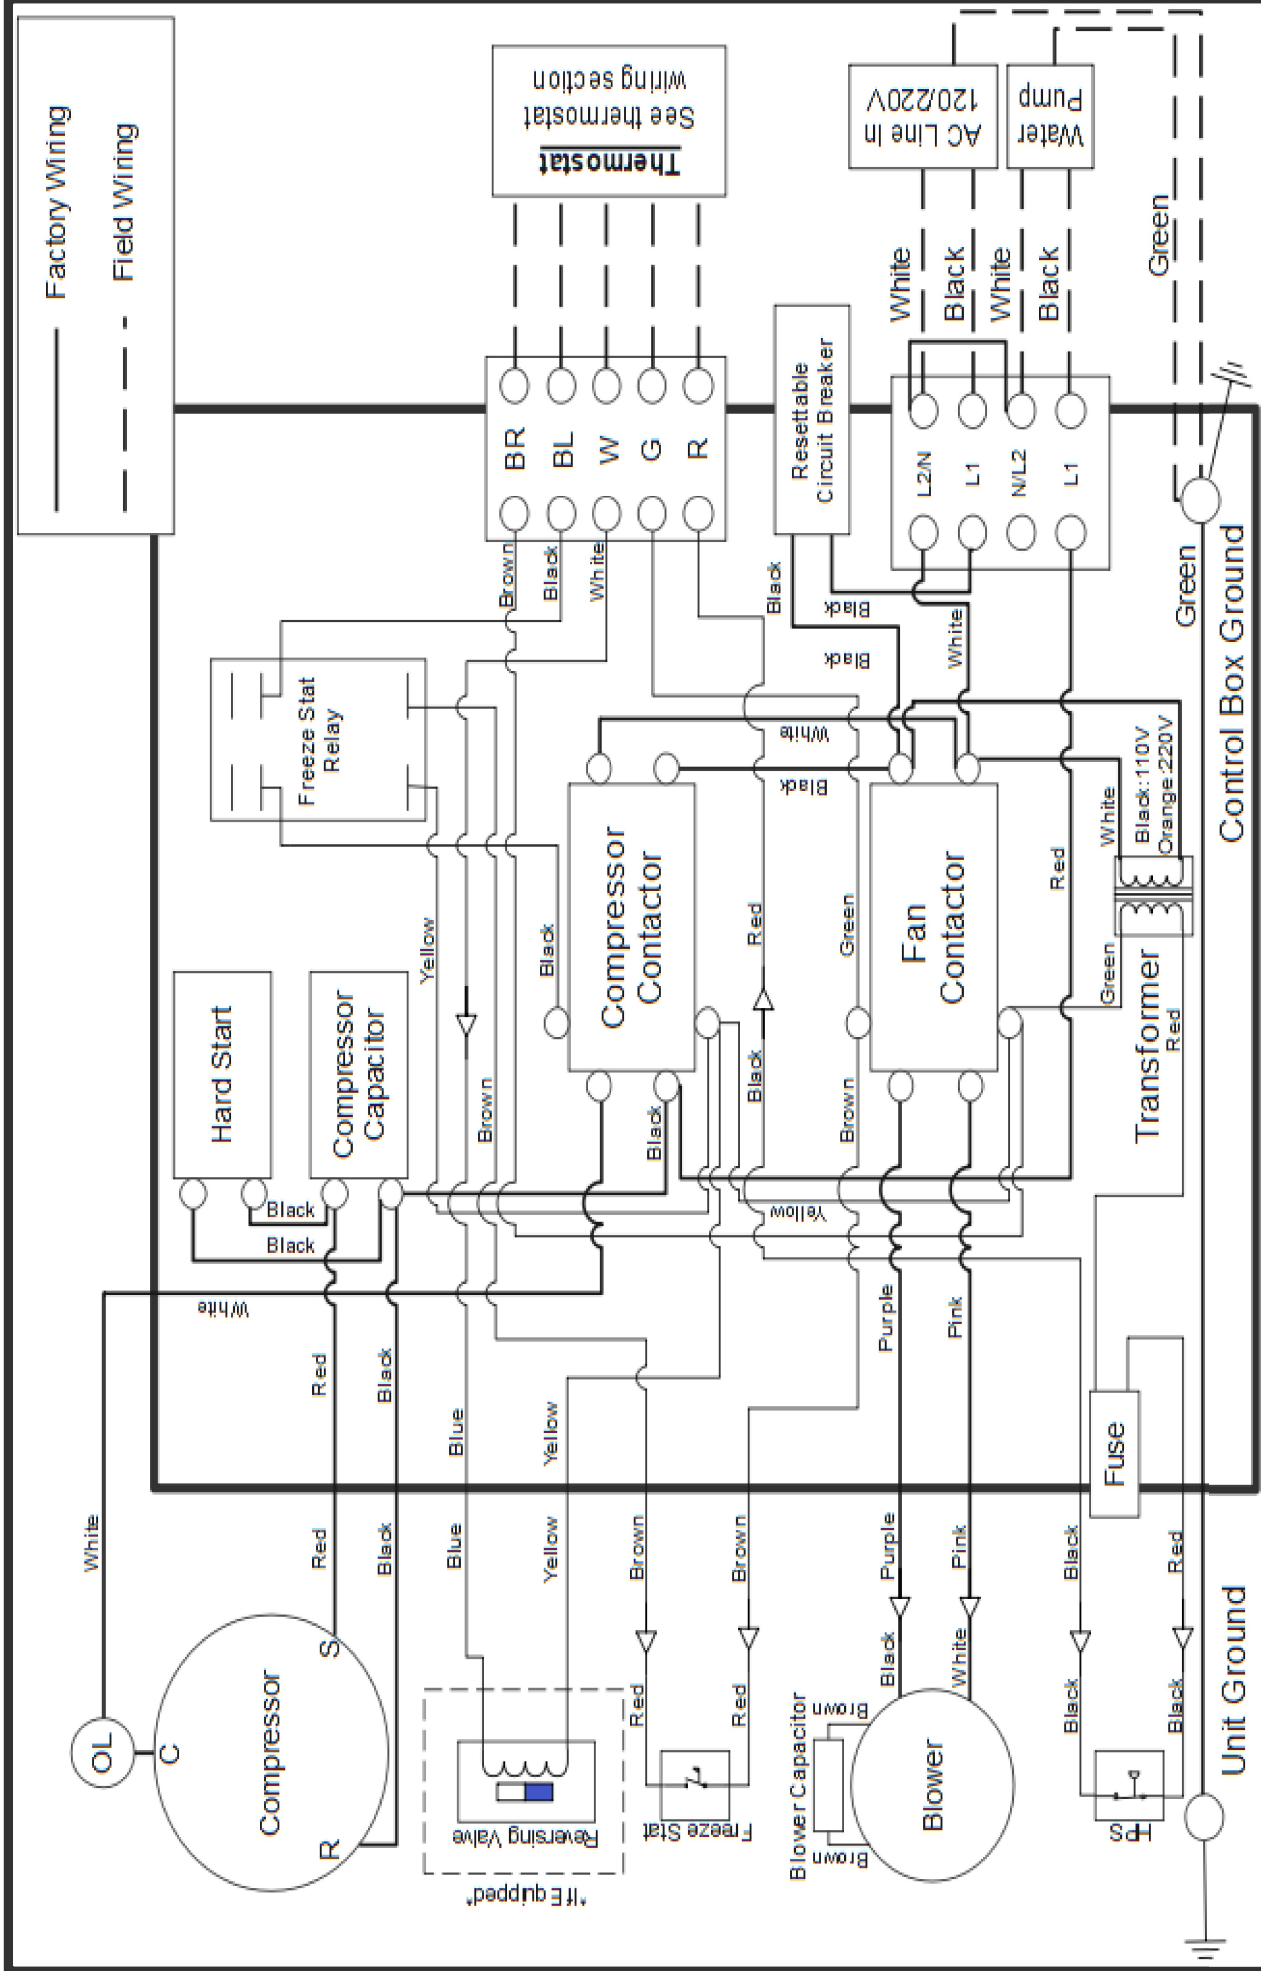 Factory Wiring
Field Wiring
Thermostat
See thermostat
wiring section
AC Line In
120/220V
Water
Pump
White
Black
White
Black
Green
BR
BL
W
G
R
Resettable
Circuit Breaker
L2/N
L1
N/L2
L1
Brown
Black
White
Black
Black
Black
White
Green
Control Box Ground
Freeze Stat
Relay
White
Black
Black:110V
Orange:220V
White
Red
Yellow
Black
Compressor
Contactor
Red
Green
Fan
Contactor
Green
Transformer
Red
Hard Start
Compressor
Capacitor
Brown
Black
Black
Brown
Black
Black
Yellow
White
Red
Black
Blue
Yellow
Purple
Pink
Fuse
White
Red
Black
Blue
Yellow
Brown
Brown
Purple
Pink
Black
Red
OL
C
S
R
Compressor
Reversing Valve
*If Equipped*
Red
Red
Freeze Stat
Black
White
Blower Capacitor
Brown
Brown
Blower
Black
Black
HPS
Unit Ground